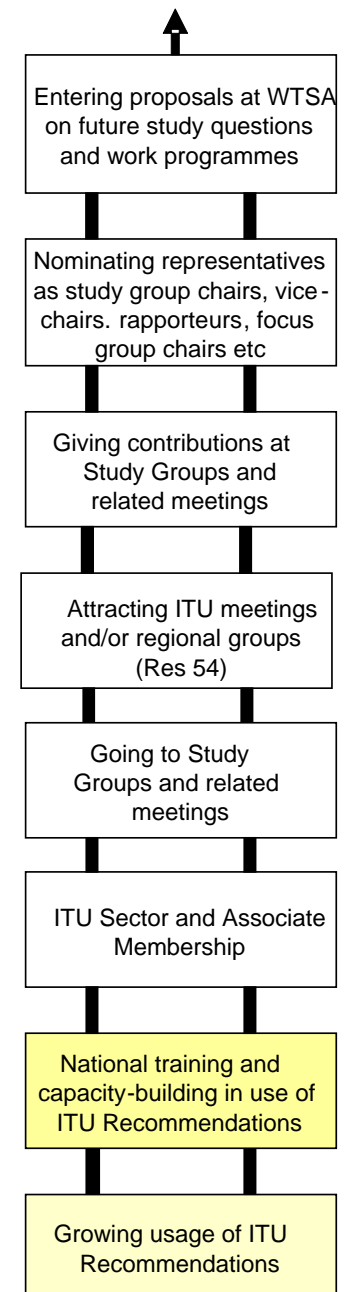 Entering proposals at WTSA
on future study questions
and work programmes
Nominating representatives
as study group chairs, vice-
chairs. rapporteurs, focus
group chairs etc
Giving contributions at
Study Groups and
related meetings
Attracting ITU meetings
and/or regional groups
(Res 54)
Going to Study
Groups and related
meetings
ITU Sector and Associate
Membership
National training and
capacity-building in use of
ITU Recommendations
Growing usage of ITU
Recommendations